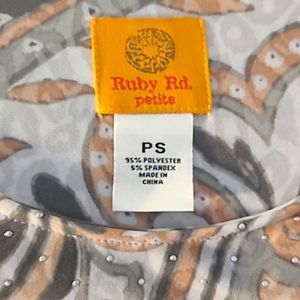 Ruby Rd.
petite
PS
95% POLYESTER
5% SPANDEX
MADE IN
CHINA